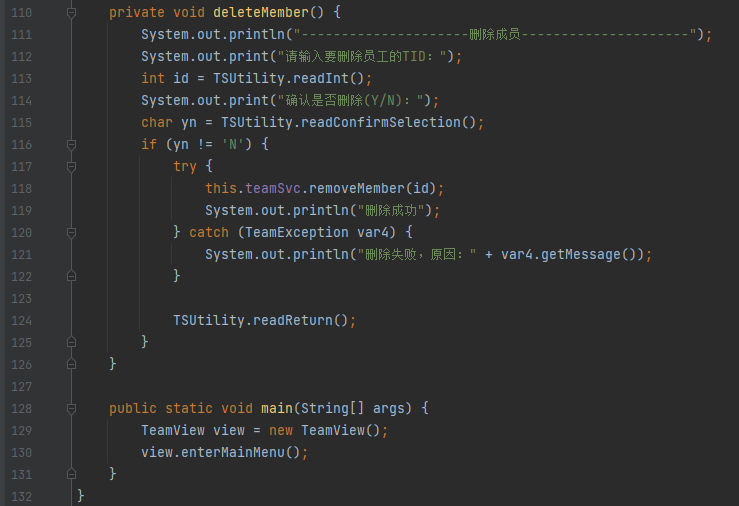 110 private void deleteMember() {
111 System.out.println("---------------------删除成员---------------------");
112 System.out.print("请输入要删除员工的TID：");
113 int id = TSUtility.readInt();
114 System.out.print("确认是否删除(Y/N)：");
115 char yn = TSUtility.readConfirmSelection();
116 if (yn != 'N') {
117 try {
118 this.teamSvc.removeMember(id);
119 System.out.println("删除成功");
120 } catch (TeamException var4) {
121 System.out.println("删除失败，原因：" + var4.getMessage());
122 }
123
124 TSUtility.readReturn();
125 }
126 }
127
128 public static void main(String[] args) {
129 TeamView view = new TeamView();
130 view.enterMainMenu();
131 }
132 }